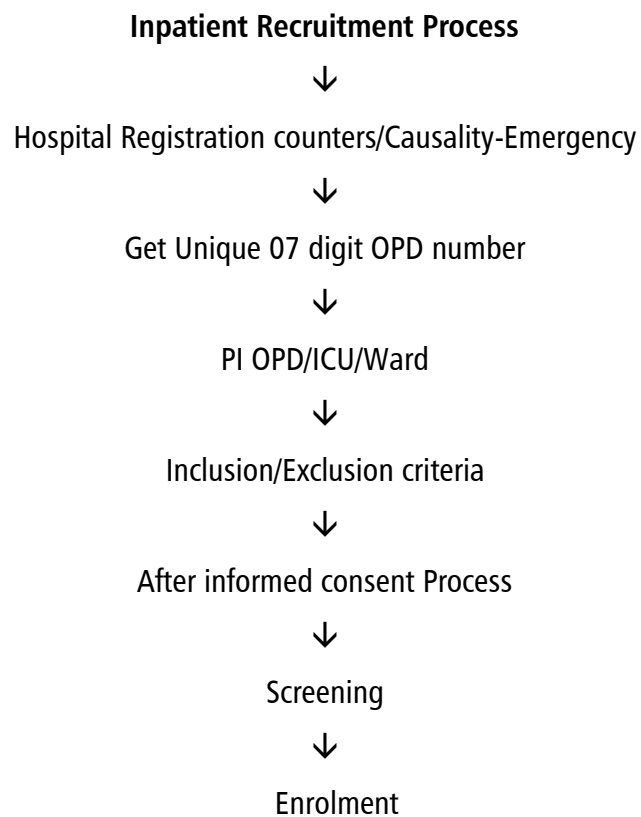 Inpatient Recruitment Process
↓
Hospital Registration counters/Causality-Emergency
↓
Get Unique 07 digit OPD number
↓
PI OPD/ICU/Ward
↓
Inclusion/Exclusion criteria
↓
After informed consent Process
↓
Screening
↓
Enrolment